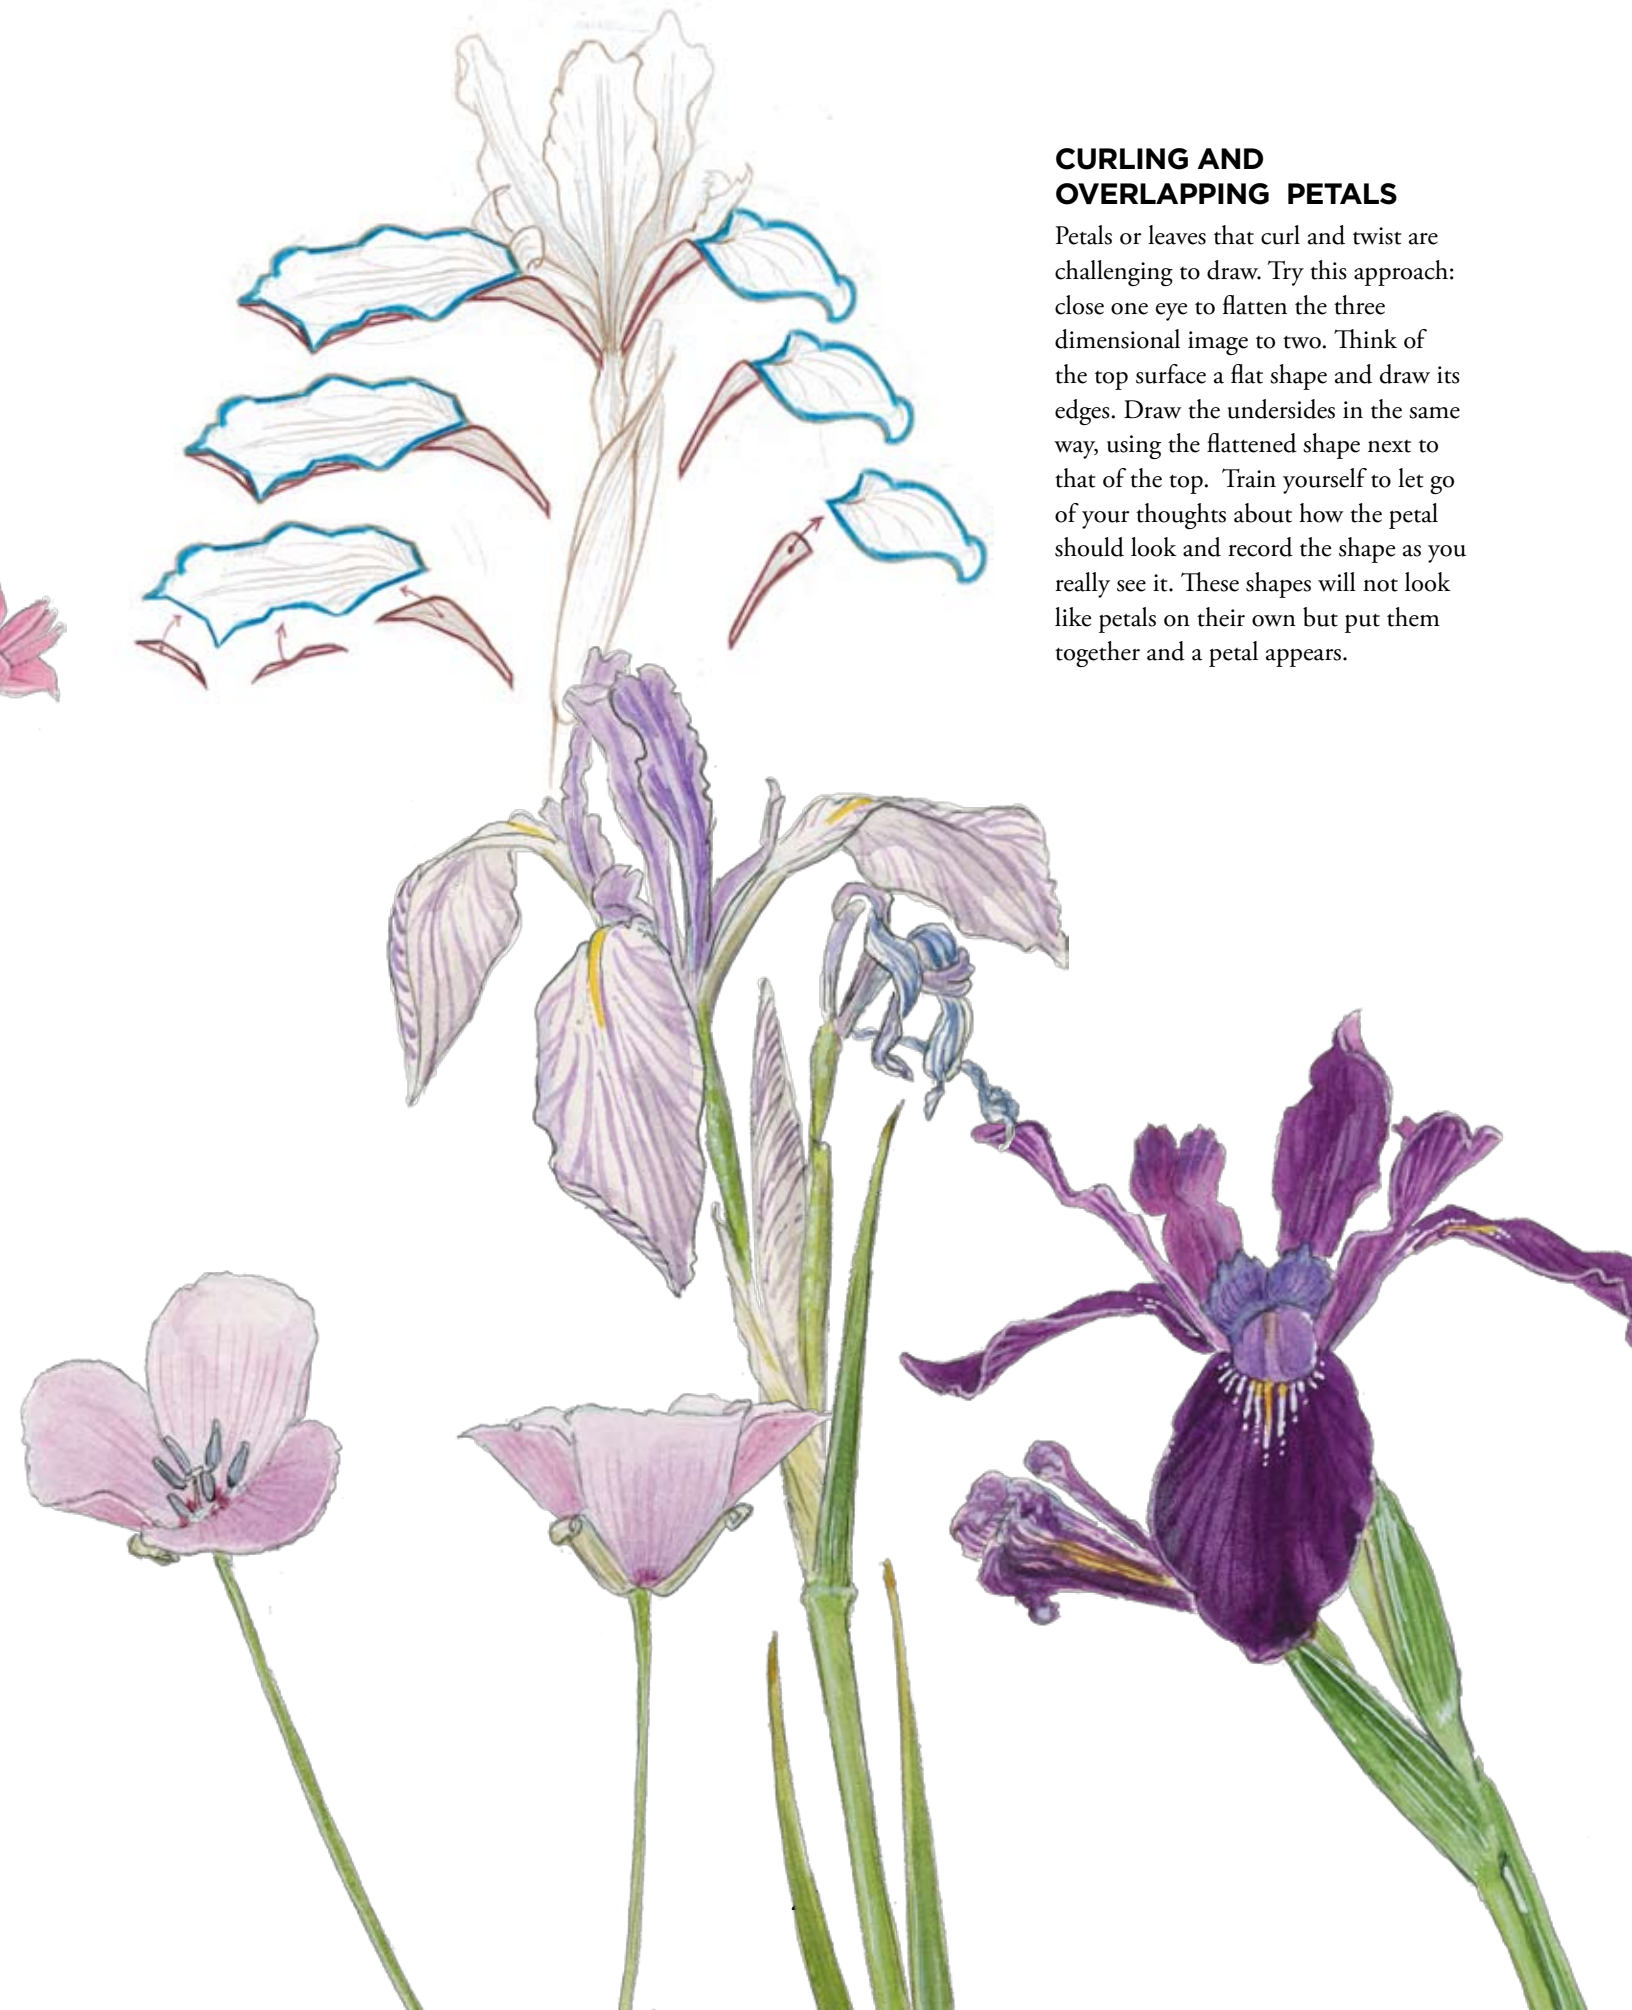 CURLING AND
OVERLAPPING PETALS
Petals or leaves that curl and twist are
challenging to draw. Try this approach:
close one eye to flatten the three
dimensional image to two. Think of
the top surface a flat shape and draw its
edges. Draw the undersides in the same
way, using the flattened shape next to
that of the top. Train yourself to let go
of your thoughts about how the petal
should look and record the shape as you
really see it. These shapes will not look
like petals on their own but put them
together and a petal appears.